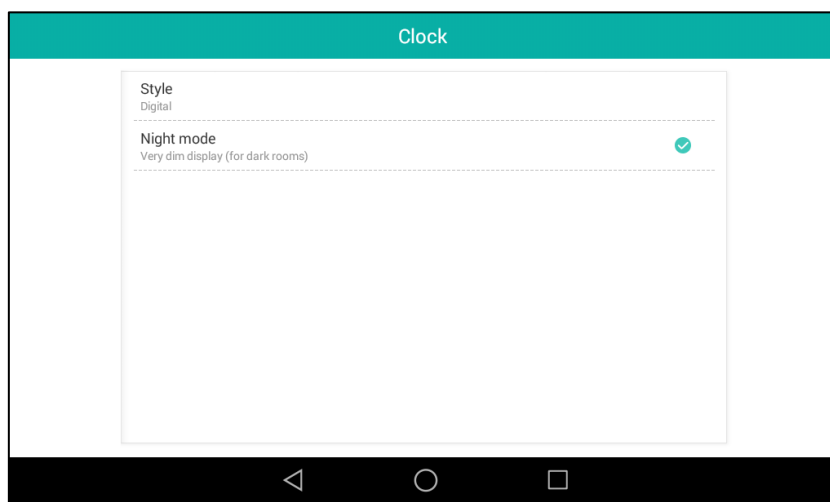 Clock
Style
Digital
Night mode
Very dim display (for dark rooms)